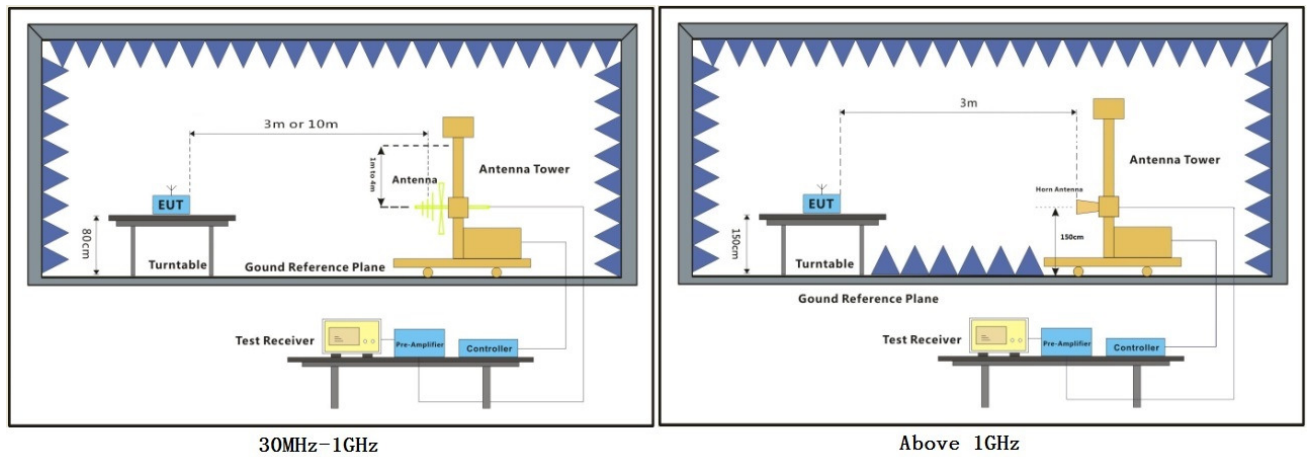 3m or 10m
1m to 4m
Antenna
Antenna Tower
EUT
80cm
Turntable
Gound Reference Plane
Test Receiver
Pre-Amplifier
Controller
30MHz-1GHz
3m
Antenna Tower
Horn Antenna
EUT
150cm
150cm
Turntable
Gound Reference Plane
Test Receiver
Pre-Amplifier
Controller
Above 1GHz